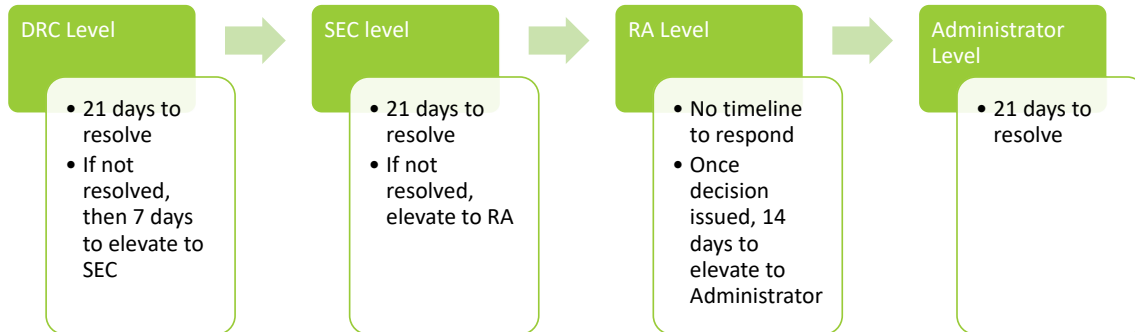 DRC Level
• 21 days to
resolve
• If not
resolved,
then 7 days
to elevate to
SEC
SEC level
• 21 days to
resolve
• If not
resolved,
elevate to RA
RA Level
• No timeline
to respond
• Once
decision
issued, 14
days to
elevate to
Administrator
Administrator
Level
• 21 days to
resolve